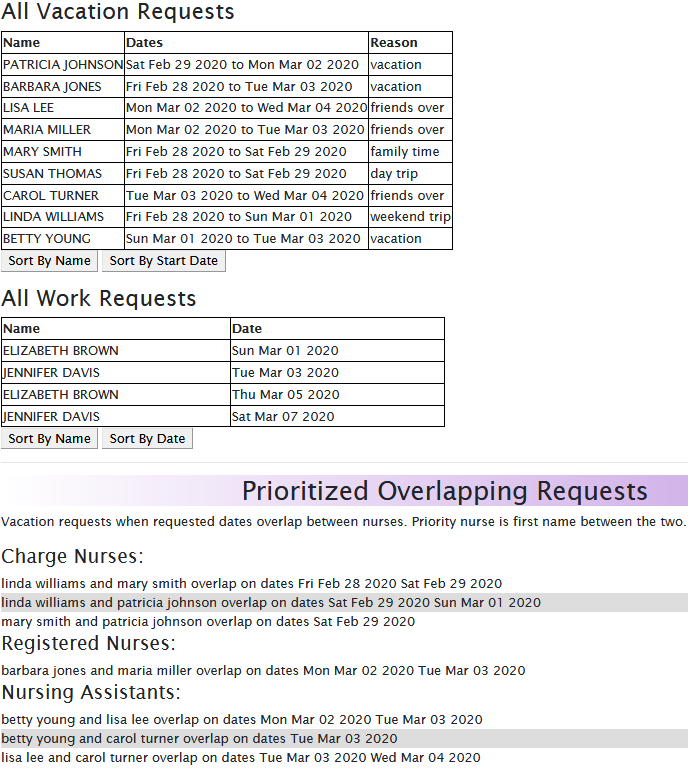 All Vacation Requests
Name Dates Reason
PATRICIA JOHNSON Sat Feb 29 2020 to Mon Mar 02 2020 vacation
BARBARA JONES Fri Feb 28 2020 to Tue Mar 03 2020 vacation
LISA LEE Mon Mar 02 2020 to Wed Mar 04 2020 friends over
MARIA MILLER Mon Mar 02 2020 to Tue Mar 03 2020 friends over
MARY SMITH Fri Feb 28 2020 to Sat Feb 29 2020 family time
SUSAN THOMAS Fri Feb 28 2020 to Sat Feb 29 2020 day trip
CAROL TURNER Tue Mar 03 2020 to Wed Mar 04 2020 friends over
LINDA WILLIAMS Fri Feb 28 2020 to Sun Mar 01 2020 weekend trip
BETTY YOUNG Sun Mar 01 2020 to Tue Mar 03 2020 vacation
Sort By Name Sort By Start Date
All Work Requests
Name Date
ELIZABETH BROWN Sun Mar 01 2020
JENNIFER DAVIS Tue Mar 03 2020
ELIZABETH BROWN Thu Mar 05 2020
JENNIFER DAVIS Sat Mar 07 2020
Sort By Name Sort By Date
Prioritized Overlapping Requests
Vacation requests when requested dates overlap between nurses. Priority nurse is first name between the two.
Charge Nurses:
linda williams and mary smith overlap on dates Fri Feb 28 2020 Sat Feb 29 2020
linda williams and patricia johnson overlap on dates Sat Feb 29 2020 Sun Mar 01 2020
mary smith and patricia johnson overlap on dates Sat Feb 29 2020
Registered Nurses:
barbara jones and maria miller overlap on dates Mon Mar 02 2020 Tue Mar 03 2020
Nursing Assistants:
betty young and lisa lee overlap on dates Mon Mar 02 2020 Tue Mar 03 2020
betty young and carol turner overlap on dates Tue Mar 03 2020
lisa lee and carol turner overlap on dates Tue Mar 03 2020 Wed Mar 04 2020